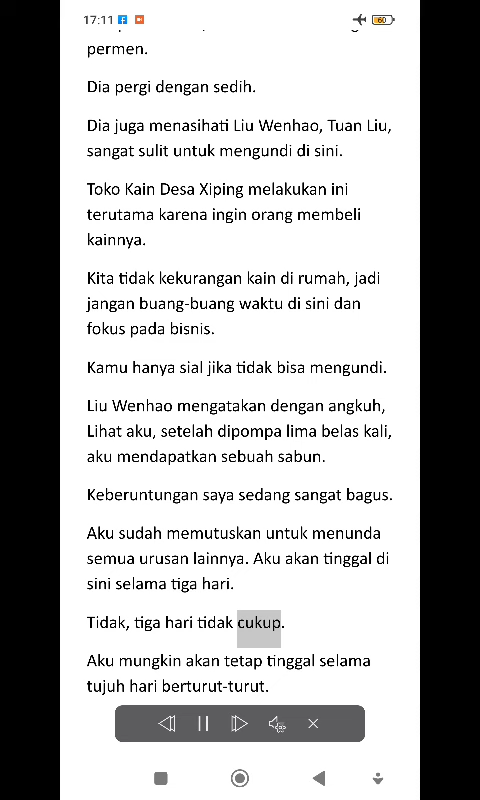 17:11
60
permen.
Dia pergi dengan sedih.
Dia juga menasihati Liu Wenhao, Tuan Liu,
sangat sulit untuk mengundi di sini.
Toko Kain Desa Xiping melakukan ini
terutama karena ingin orang membeli
kainnya.
Kita tidak kekurangan kain di rumah, jadi
jangan buang-buang waktu di sini dan
fokus pada bisnis.
Kamu hanya sial jika tidak bisa mengundi.
Liu Wenhao mengatakan dengan angkuh,
Lihat aku, setelah dipompa lima belas kali,
aku mendapatkan sebuah sabun.
Keberuntungan saya sedang sangat bagus.
Aku sudah memutuskan untuk menunda
semua urusan lainnya. Aku akan tinggal di
sini selama tiga hari.
Tidak, tiga hari tidak cukup.
Aku mungkin akan tetap tinggal selama
tujuh hari berturut-turut.